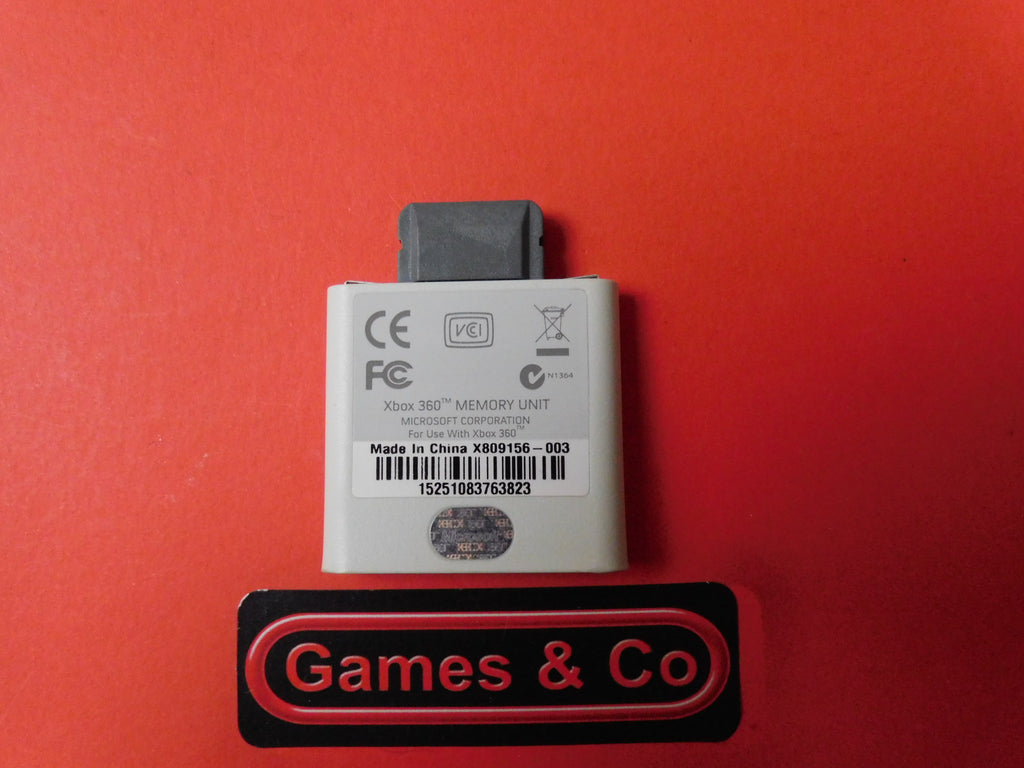 CE
VCI
FC
N1364
Xbox 360™ MEMORY UNIT
MICROSOFT CORPORATION
For Use With Xbox 360™
Made In China X809156-003
15251083763823
Microsoft
Games & Co